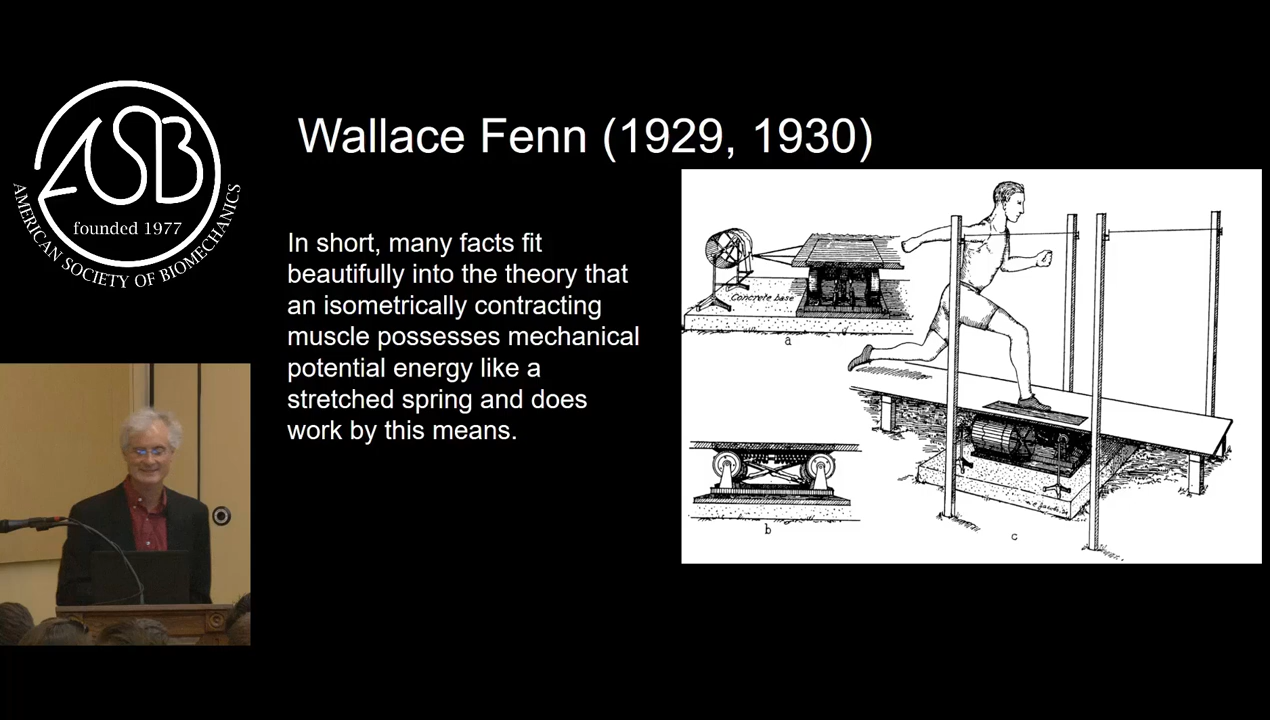 ASB
founded 1977
AMERICAN SOCIETY OF BIOMECHANICS
Wallace Fenn (1929, 1930)
In short, many facts fit
beautifully into the theory that
an isometrically contracting
muscle possesses mechanical
potential energy like a
stretched spring and does
work by this means.
Concrete base
a
b
c